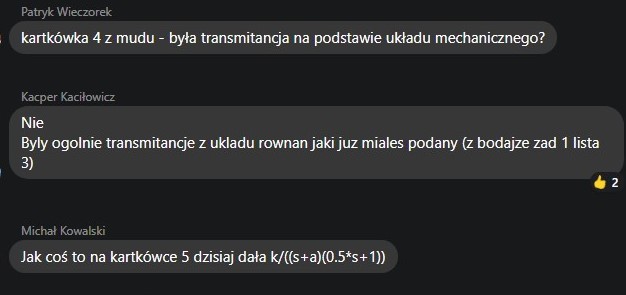 Patryk Wieczorek
kartkówka 4 z mudu - była transmitancja na podstawie układu mechanicznego?
Kacper Kaciłowicz
Nie
Byly ogolnie transmitancje z ukladu rownan jaki juz miales podany (z bodajze zad 1 lista
3)
2
Michał Kowalski
Jak coś to na kartkówce 5 dzisiaj dała k/((s+a)(0.5*s+1))